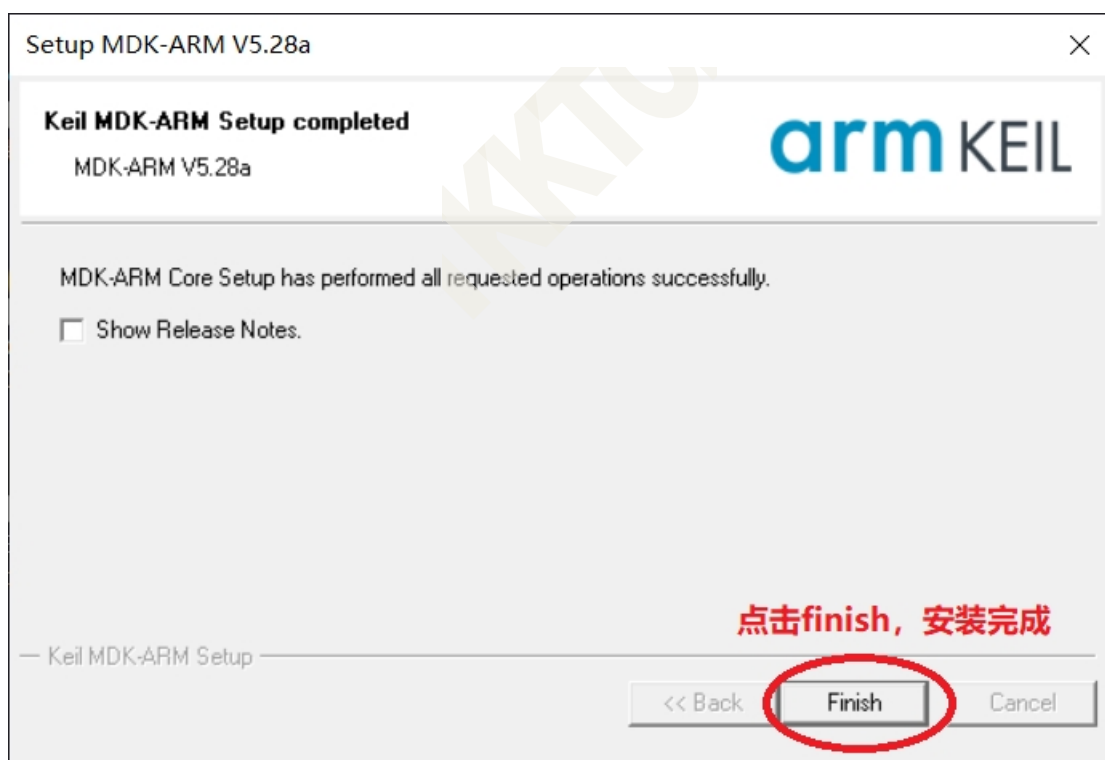 Setup MDK-ARM V5.28a
Keil MDK-ARM Setup completed
MDK-ARM V5.28a
arm KEIL
MDK-ARM Core Setup has performed all requested operations successfully.
Show Release Notes.
点击finish，安装完成
Keil MDK-ARM Setup
<< Back
Finish
Cancel